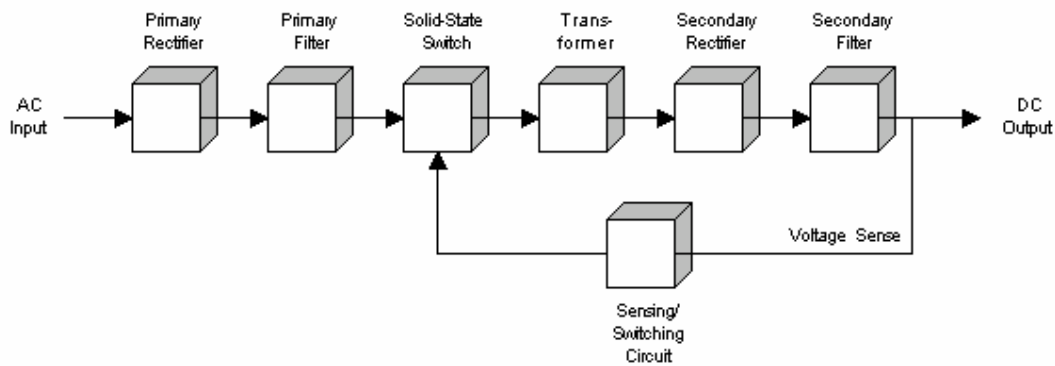 Primary
Rectifier
Primary
Filter
Solid-State
Switch
Trans-
former
Secondary
Rectifier
Secondary
Filter
AC
Input
DC
Output
Voltage Sense
Sensing/
Switching
Circuit